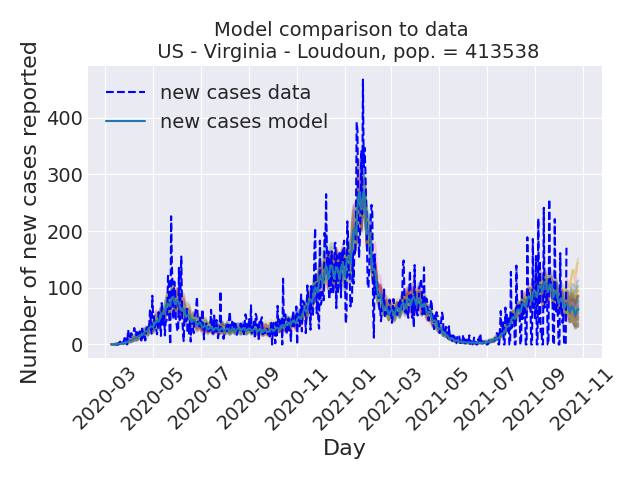 Model comparison to data
US - Virginia - Loudoun, pop. = 413538
Number of new cases reported
new cases data
new cases model
400
300
200
100
0
2020-03
2020-05
2020-07
2020-09
2020-11
2021-01
2021-03
2021-05
2021-07
2021-09
2021-11
Day